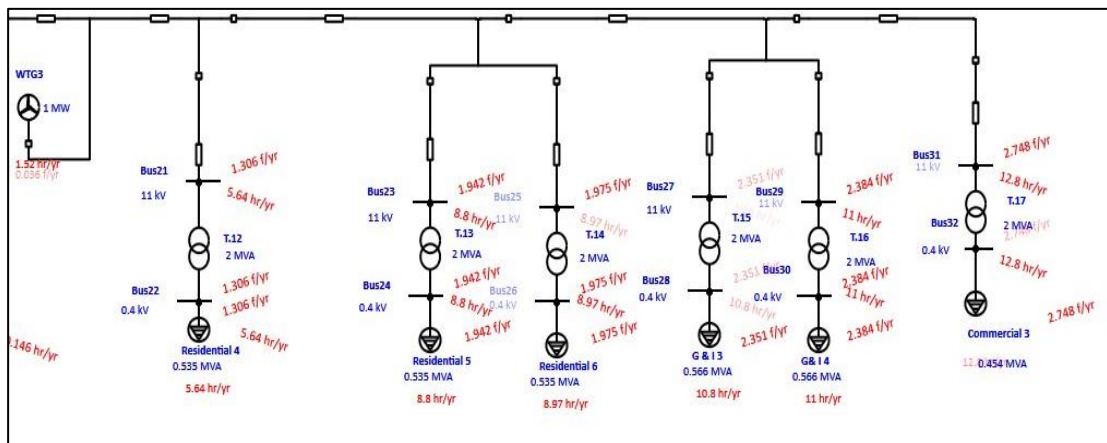 WTG3
1 MW
1.52 hr/yr
0.036 f/yr
Bus21
11 kV
1.306 f/yr
5.64 hr/yr
T.12
2 MVA
Bus22
0.4 kV
1.306 f/yr
1.306 f/yr
5.64 hr/yr
Residential 4
0.535 MVA
5.64 hr/yr
Bus23
11 kV
1.942 f/yr
8.8 hr/yr
T.13
2 MVA
Bus24
0.4 kV
1.942 f/yr
8.8 hr/yr
1.942 f/yr
Residential 5
0.535 MVA
8.8 hr/yr
Bus25
11 kV
1.975 f/yr
8.97 hr/yr
T.14
2 MVA
Bus26
0.4 kV
1.975 f/yr
8.97 hr/yr
1.975 f/yr
Residential 6
0.535 MVA
8.97 hr/yr
Bus27
11 kV
2.351 f/yr
T.15
2 MVA
Bus28
0.4 kV
2.351 f/yr
10.8 hr/yr
2.351 f/yr
G & I 3
0.566 MVA
10.8 hr/yr
Bus29
11 kV
2.384 f/yr
11 hr/yr
T.16
2 MVA
Bus30
0.4 kV
2.384 f/yr
11 hr/yr
2.384 f/yr
G& I 4
0.566 MVA
11 hr/yr
Bus31
11 kV
2.748 f/yr
12.8 hr/yr
T.17
2 MVA
Bus32
0.4 kV
2.748 f/yr
12.8 hr/yr
2.748 f/yr
Commercial 3
0.454 MVA
.146 hr/yr